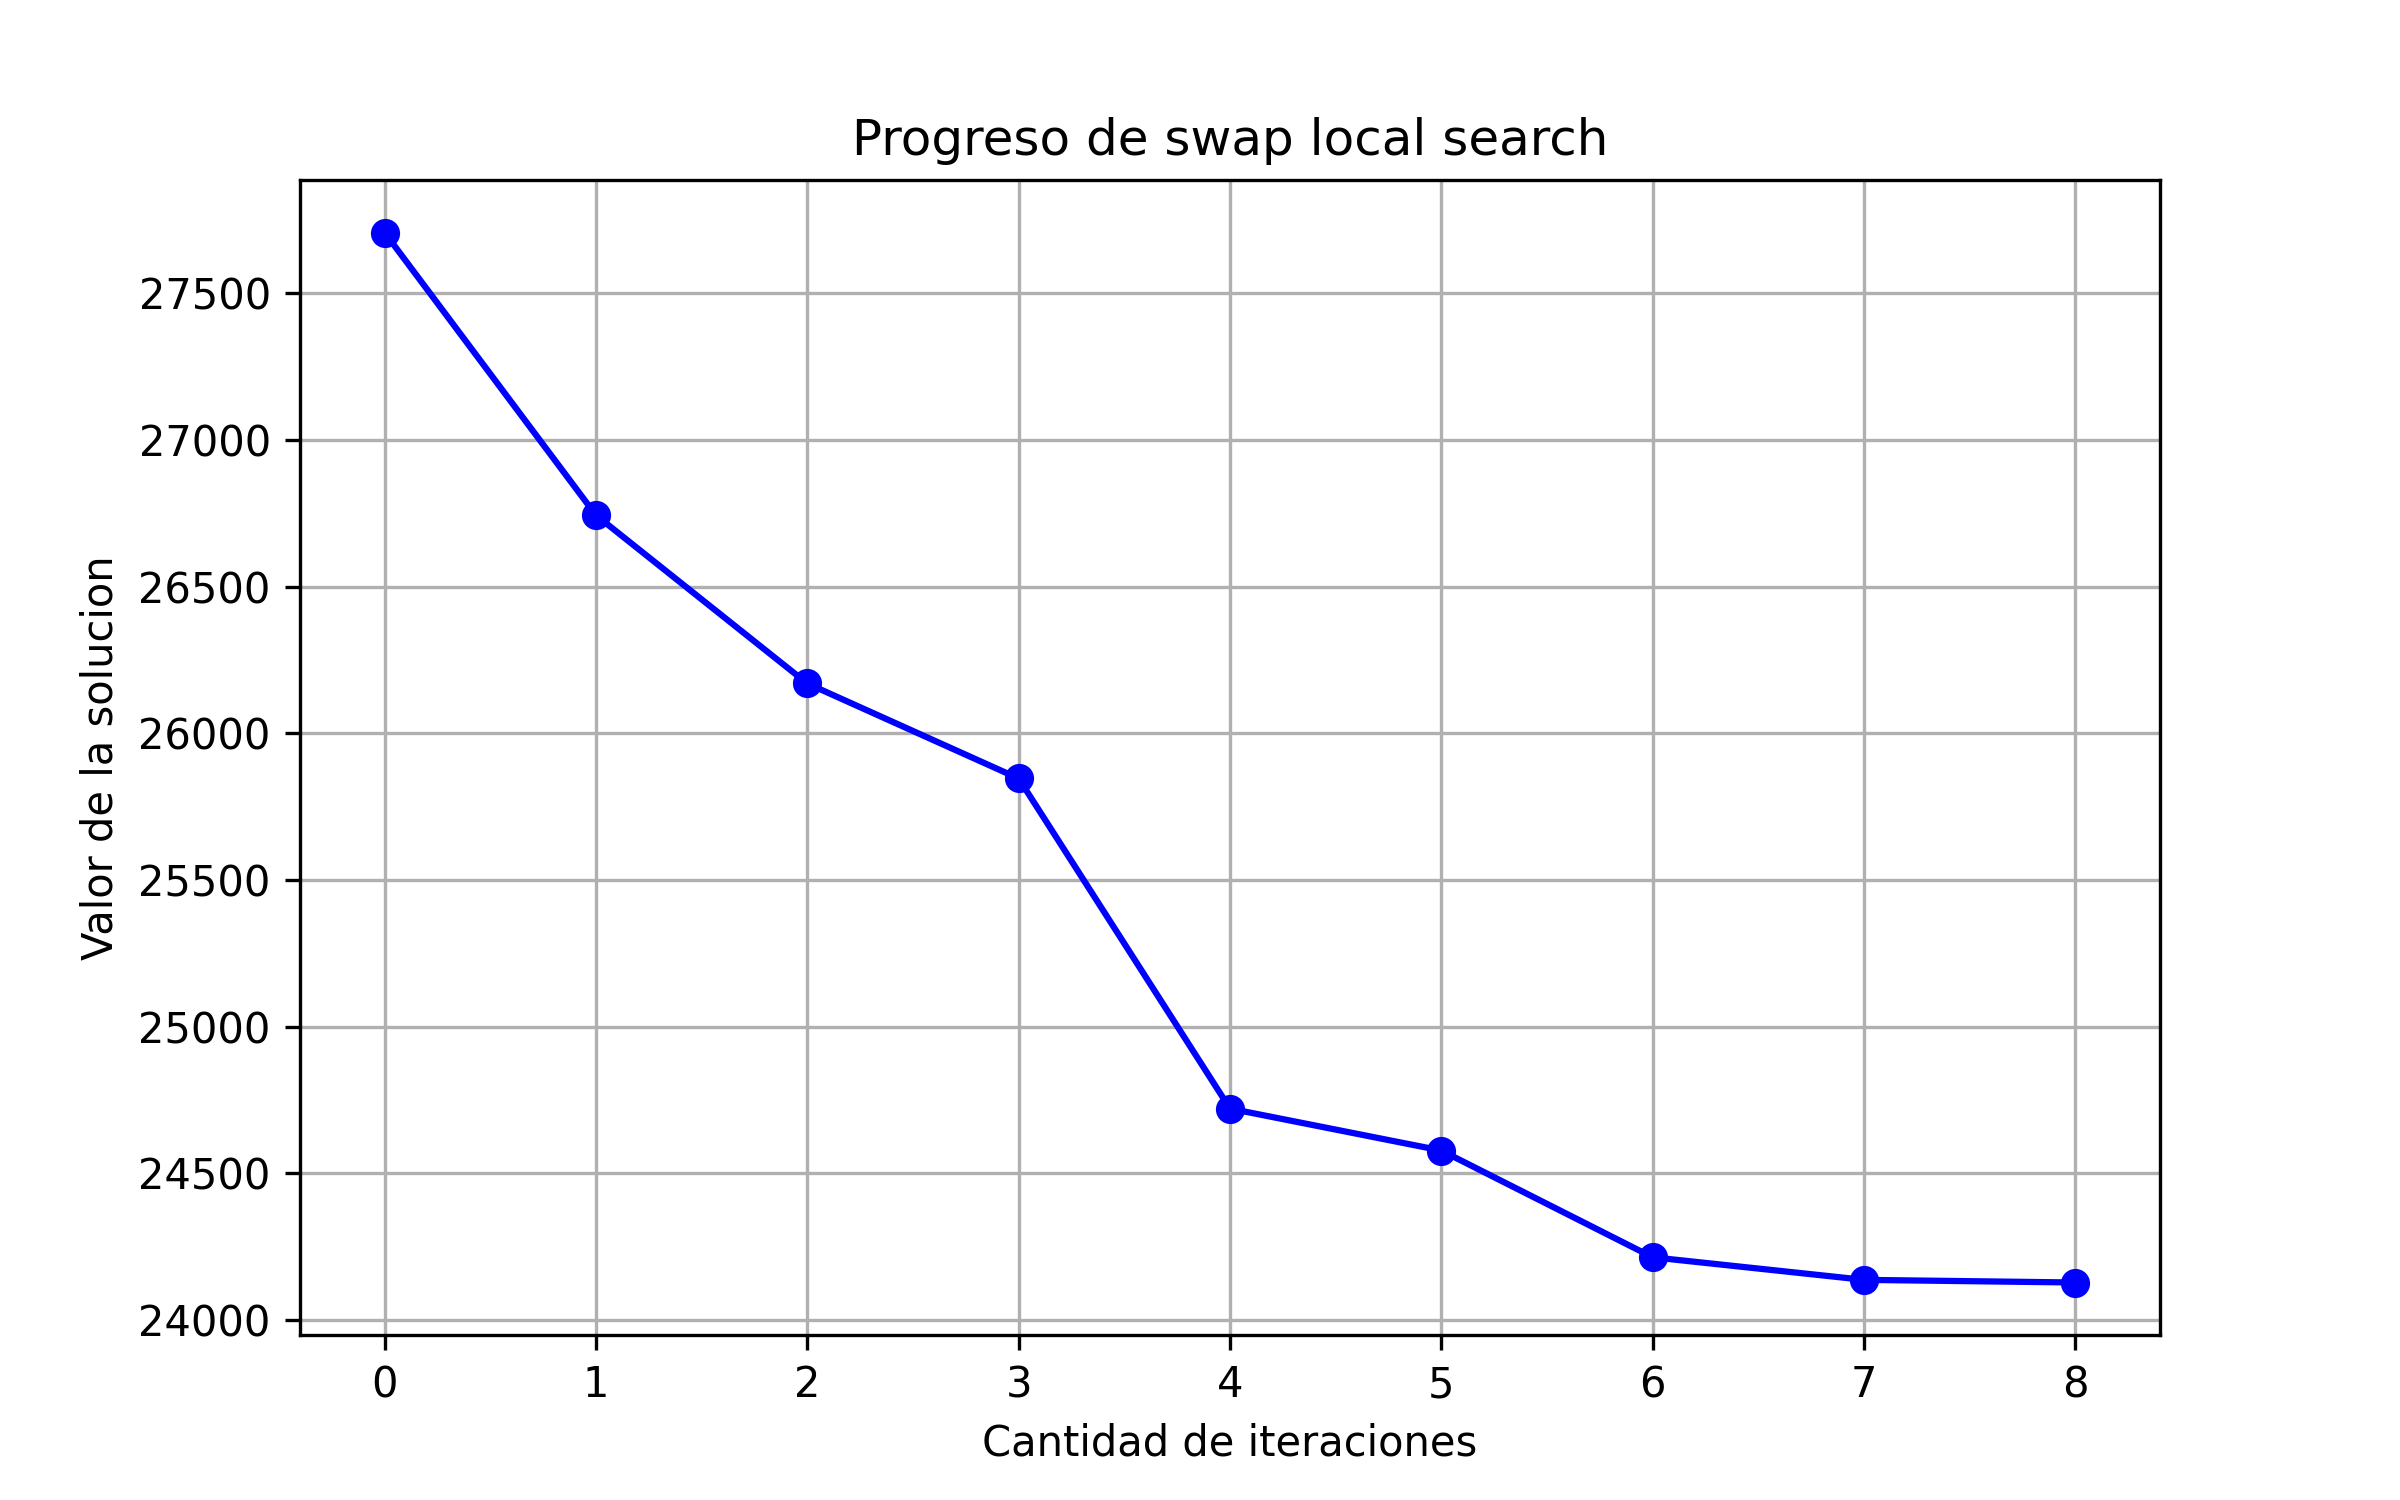 Progreso de swap local search
Valor de la solucion
27500
27000
26500
26000
25500
25000
24500
24000
0 1 2 3 4 5 6 7 8
Cantidad de iteraciones